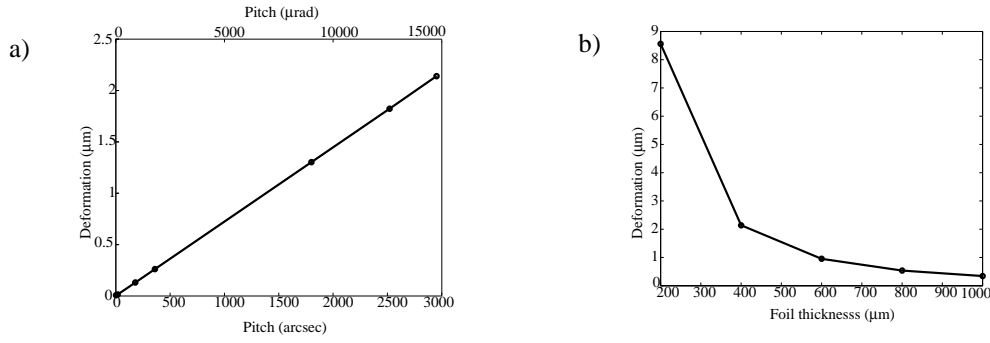 a)
Pitch (μrad)
0 5000 10000 15000
2.5
2
1.5
1
0.5
0
Deformation (μm)
0 500 1000 1500 2000 2500 3000
Pitch (arcsec)
b)
9
8
7
6
5
4
3
2
1
0
Deformation (μm)
200 300 400 500 600 700 800 900 1000
Foil thicknesss (μm)